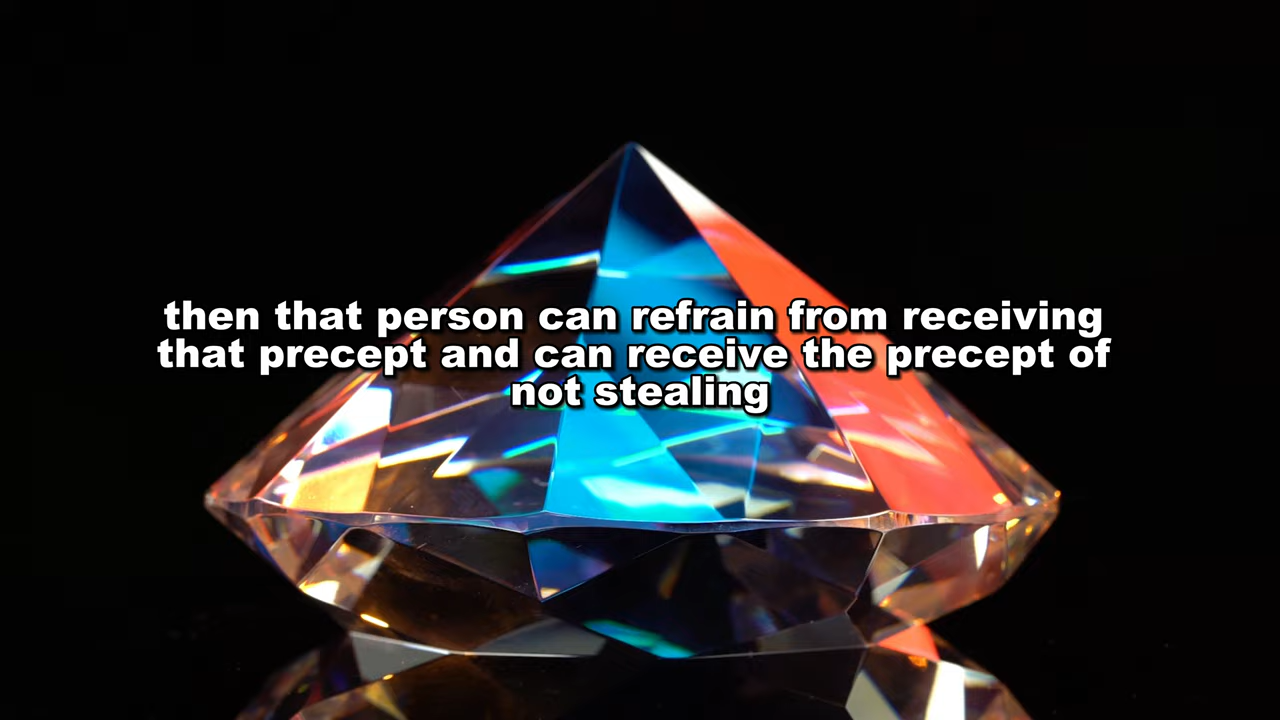 then that person can refrain from receiving
that precept and can receive the precept of
not stealing